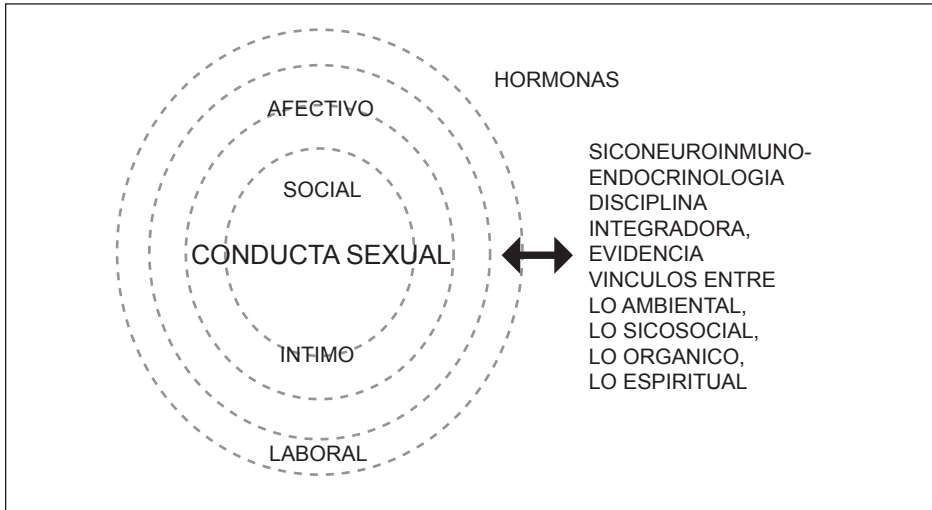 HORMONAS
AFECTIVO
SOCIAL
CONDUCTA SEXUAL
INTIMO
LABORAL
SICONEUROINMUNO-
ENDOCRINOLOGIA
DISCIPLINA
INTEGRADORA,
EVIDENCIA
VINCULOS ENTRE
LO AMBIENTAL,
LO SICOSOCIAL,
LO ORGANICO,
LO ESPIRITUAL